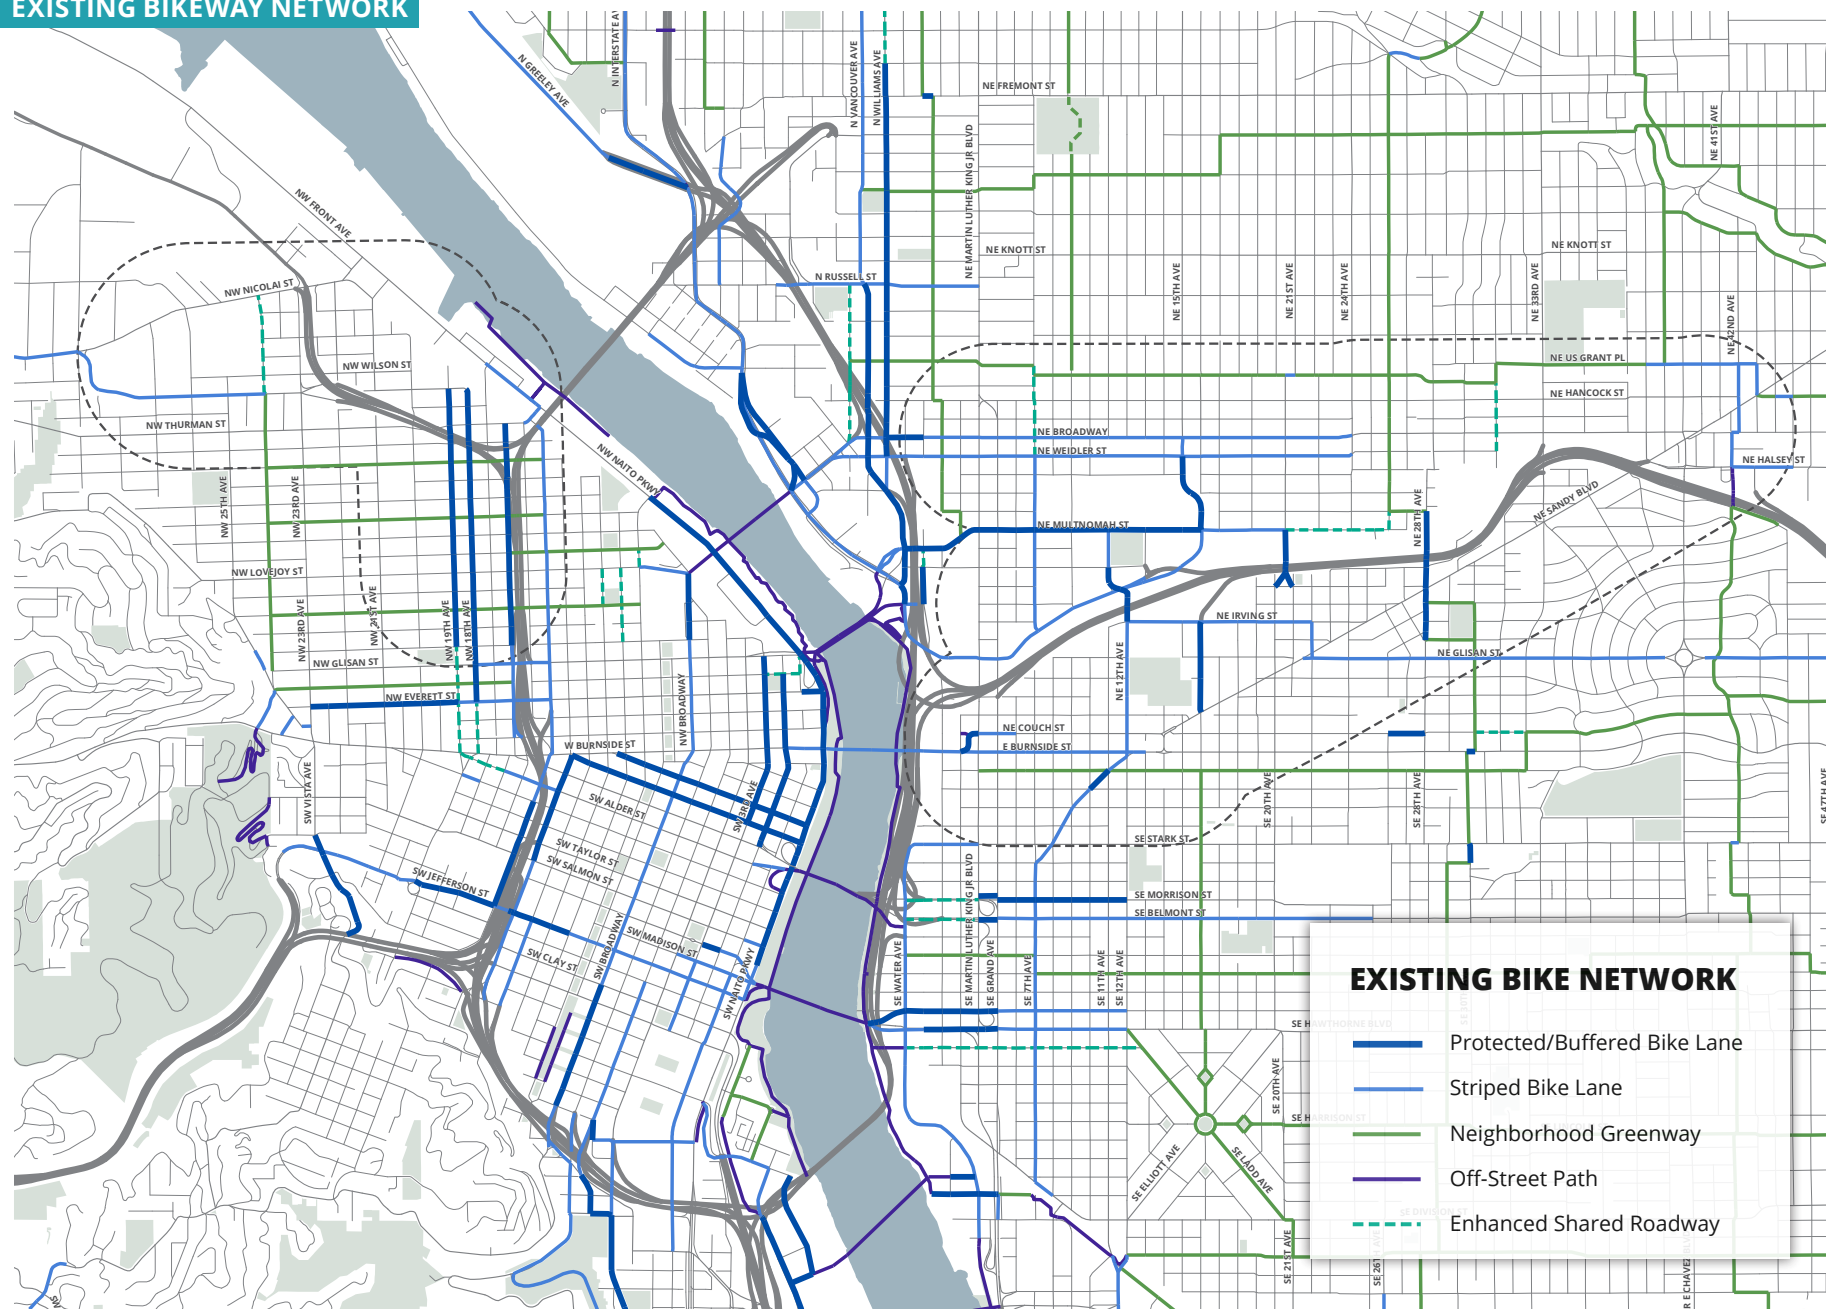 EXISTING BIKEWAY NETWORK
N GREELEY AVE
N INTERSTATE AVE
N VANCOUVER AVE
N WILLIAMS AVE
NE FREMONT ST
NE MARTIN LUTHER KING JR BLVD
NE 41ST AVE
NW FRONT AVE
NE KNOTT ST
NE KNOTT ST
N RUSSELL ST
NW NICOLAI ST
NE 15TH AVE
NE 21ST AVE
NE 24TH AVE
NE 33RD AVE
NE 42ND AVE
NW WILSON ST
NE US GRANT PL
NE HANCOCK ST
NW THURMAN ST
NE BROADWAY
NE WEIDLER ST
NE HALSEY ST
NW NAITO PKWY
NW 25TH AVE
NW 23RD AVE
NE SANDY BLVD
NE 28TH AVE
NE MULTNOMAH ST
NW LOVEJOY ST
NW 23RD AVE
NW 21ST AVE
NW 19TH AVE
NW 18TH AVE
NE IRVING ST
NW GLISAN ST
NE GLISAN ST
NE 12TH AVE
NW EVERETT ST
NW BROADWAY
NE COUCH ST
W BURNSIDE ST
E BURNSIDE ST
SW VISTA AVE
SW ALDER ST
SW 3RD AVE
SE 20TH AVE
SE 28TH AVE
SE 47TH AVE
SE STARK ST
SW TAYLOR ST
SW SALMON ST
SW JEFFERSON ST
SE MORRISON ST
SE BELMONT ST
SE MARTIN LUTHER KING JR BLVD
SW BROADWAY
SW MADISON ST
SW CLAY ST
SW NAITO PKWY
SE WATER AVE
SE GRAND AVE
SE 7TH AVE
SE 11TH AVE
SE 12TH AVE
EXISTING BIKE NETWORK
SE HAWTHORNE BLVD
Protected/Buffered Bike Lane
SE 20TH AVE
Striped Bike Lane
SE HARRISON ST
Neighborhood Greenway
SE ELLIOTT AVE
SE LADD AVE
Off-Street Path
SE DIVISION ST
Enhanced Shared Roadway
SE 21ST AVE
SE 26TH AVE
SW